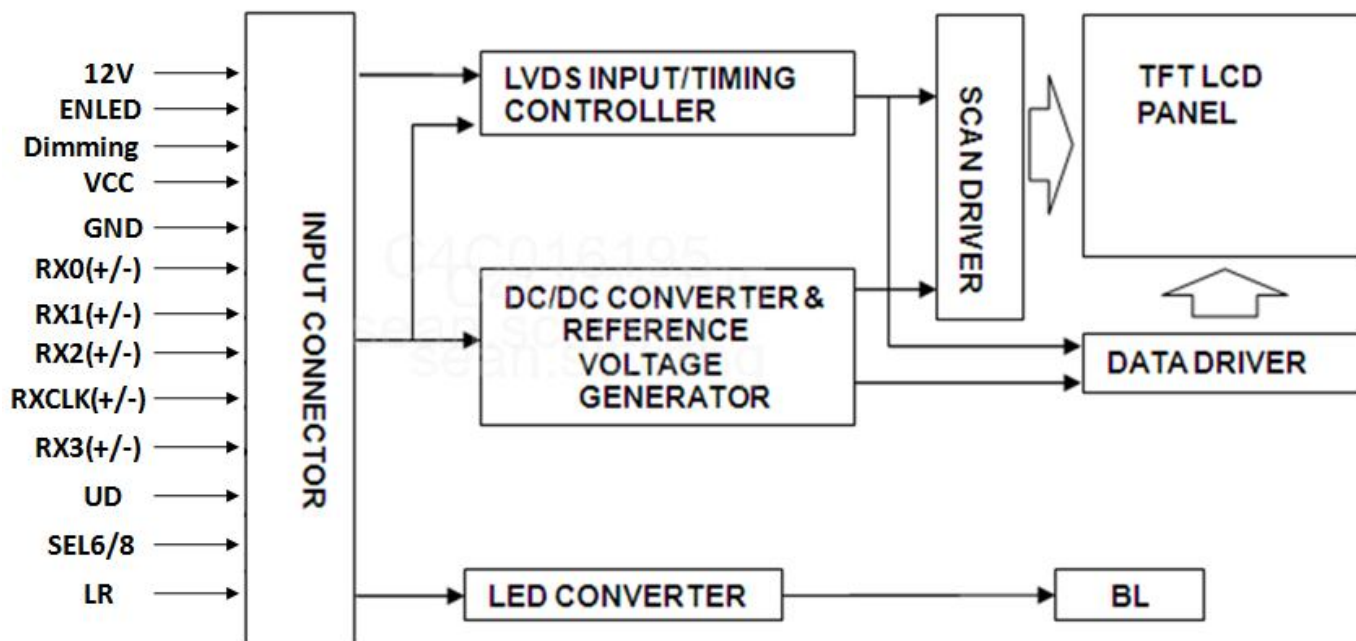 12V
ENLED
Dimming
VCC
GND
RX0(+/-)
RX1(+/-)
RX2(+/-)
RXCLK(+/-)
RX3(+/-)
UD
SEL6/8
LR
INPUT CONNECTOR
LVDS INPUT/TIMING
CONTROLLER
DC/DC CONVERTER &
REFERENCE
VOLTAGE
GENERATOR
LED CONVERTER
SCAN DRIVER
TFT LCD
PANEL
DATA DRIVER
BL
C4C016195